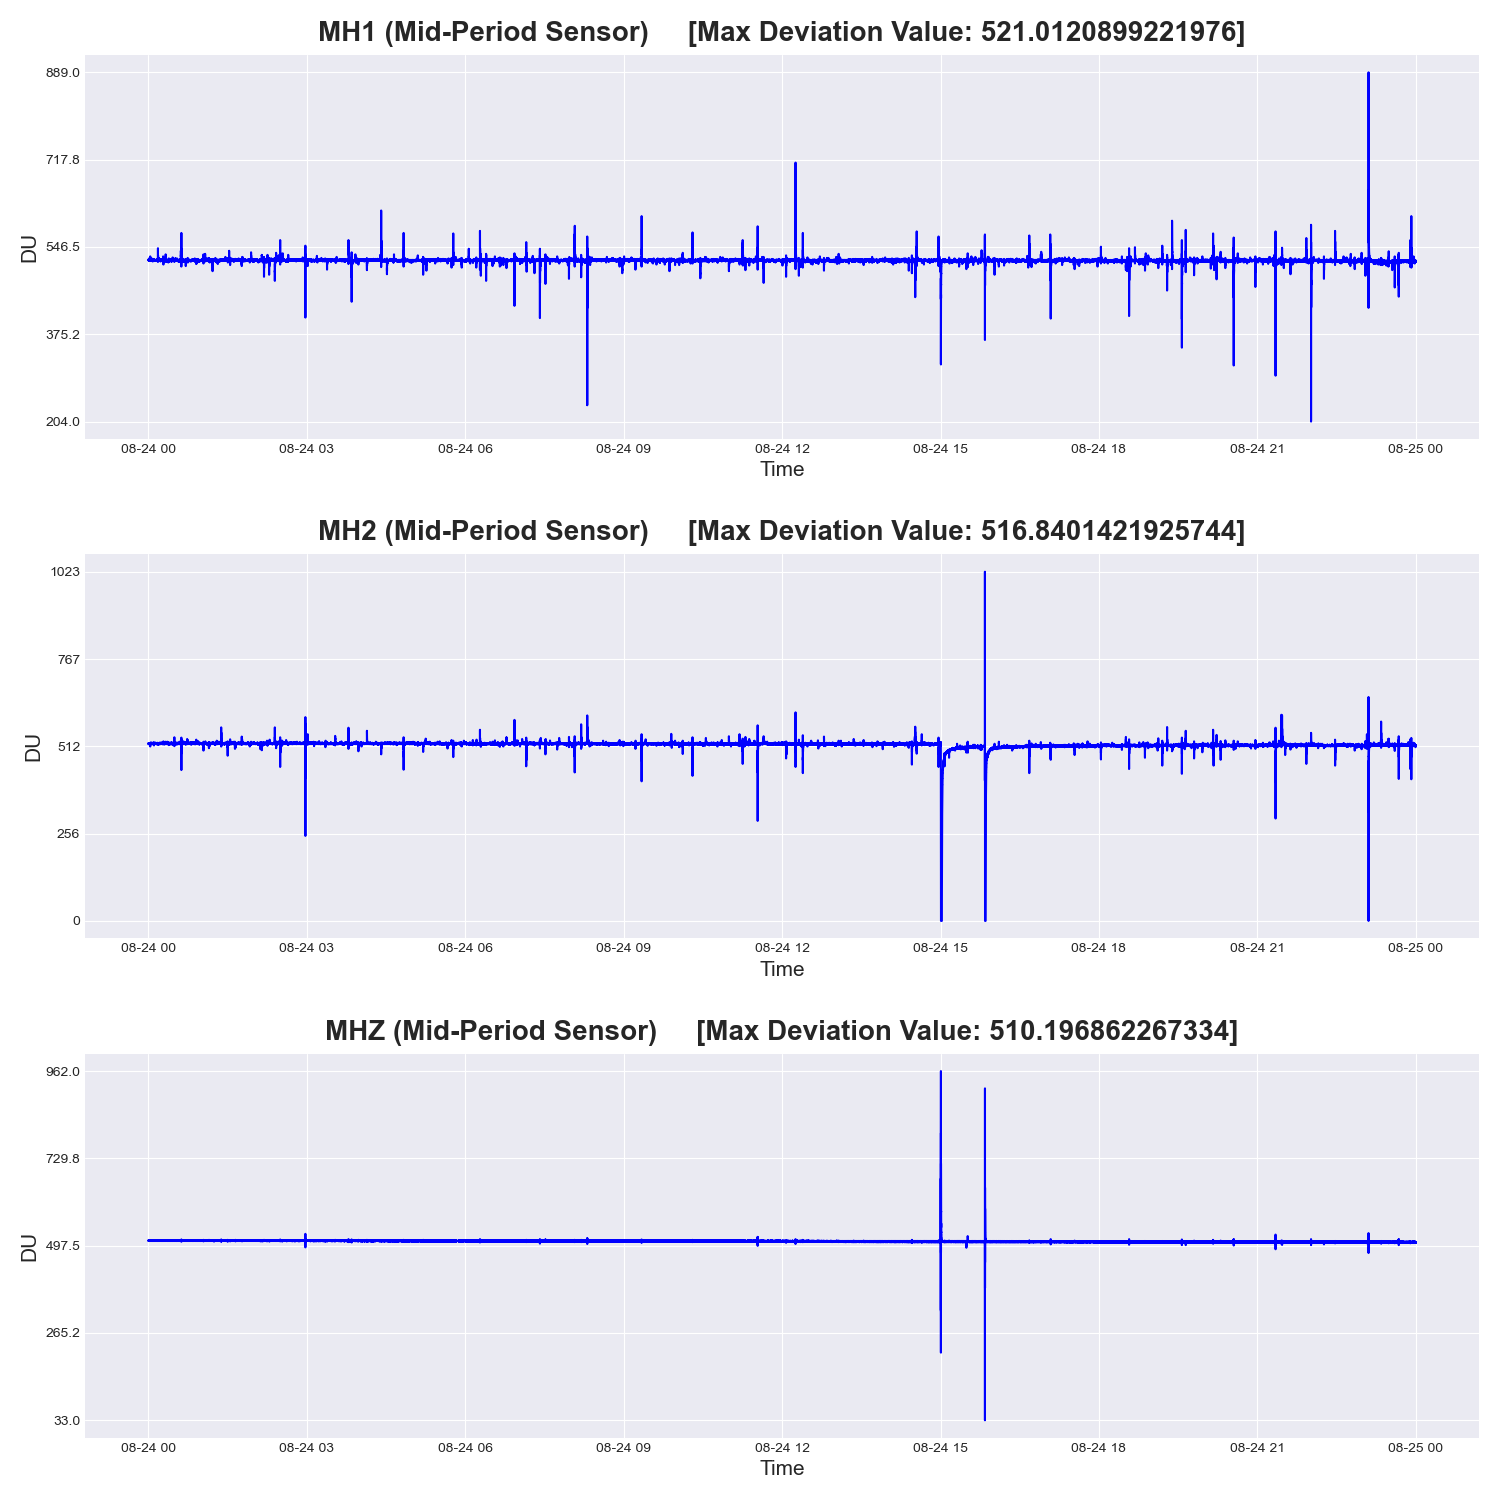 MH1 (Mid-Period Sensor) [Max Deviation Value: 521.0120899221976]
889.0
717.8
546.5
375.2
204.0
DU
08-24 00 08-24 03 08-24 06 08-24 09 08-24 12 08-24 15 08-24 18 08-24 21 08-25 00
Time
MH2 (Mid-Period Sensor) [Max Deviation Value: 516.8401421925744]
1023
767
512
256
0
DU
08-24 00 08-24 03 08-24 06 08-24 09 08-24 12 08-24 15 08-24 18 08-24 21 08-25 00
Time
MHZ (Mid-Period Sensor) [Max Deviation Value: 510.196862267334]
962.0
729.8
497.5
265.2
33.0
DU
08-24 00 08-24 03 08-24 06 08-24 09 08-24 12 08-24 15 08-24 18 08-24 21 08-25 00
Time